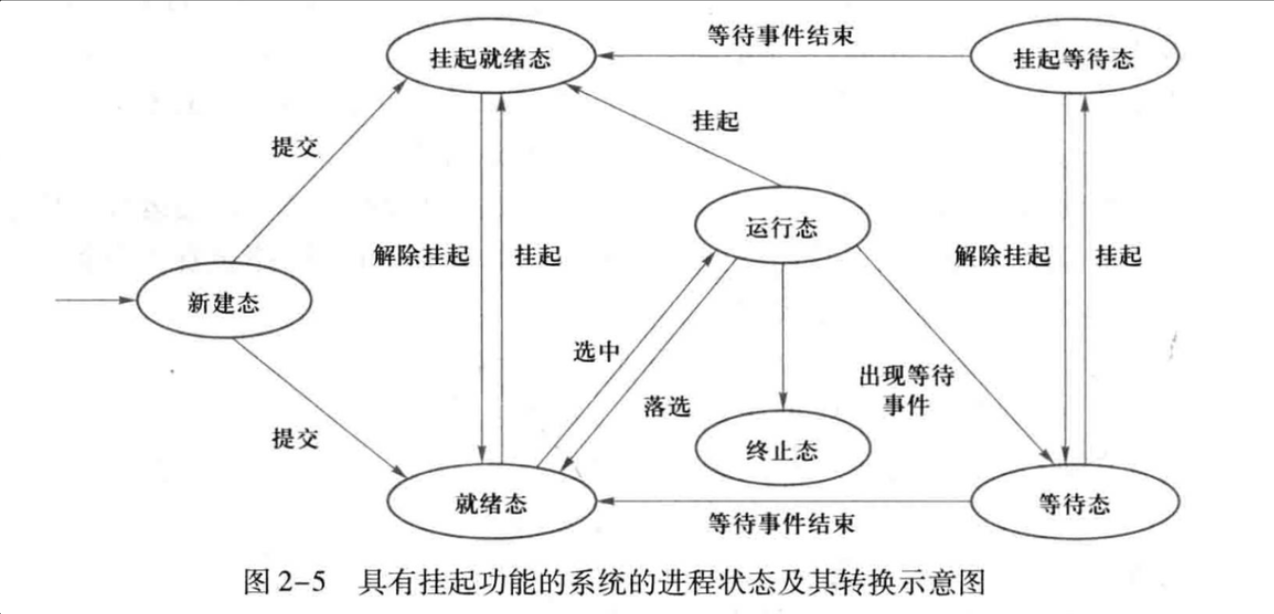 挂起就绪态
等待事件结束
挂起等待态
提交
挂起
运行态
解除挂起
挂起
解除挂起
挂起
新建态
选中
落选
出现等待
事件
提交
终止态
就绪态
等待事件结束
等待态
图 2-5 具有挂起功能的系统的进程状态及其转换示意图